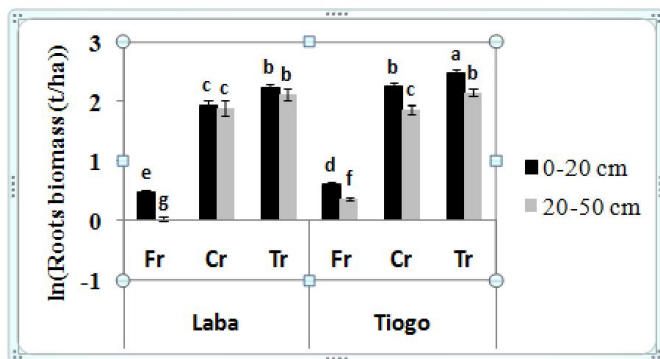 ln(Roots biomass (t/ha))
3
2
1
0
-1
e
g
c
c
b
b
d
f
b
c
a
b
Fr
Cr
Tr
Fr
Cr
Tr
Laba
Tiogo
0-20 cm
20-50 cm